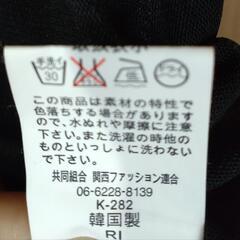 取扱表示
手洗イ
30
この商品は素材の特性で
色落ちする場合があります
ので、水ぬれや摩擦に注意
下さい。また洗濯の時他の
ものといっしょに洗わない
で下さい。
共同組合 関西ファッション連合
06-6228-8139
K-282
韓国製
RI